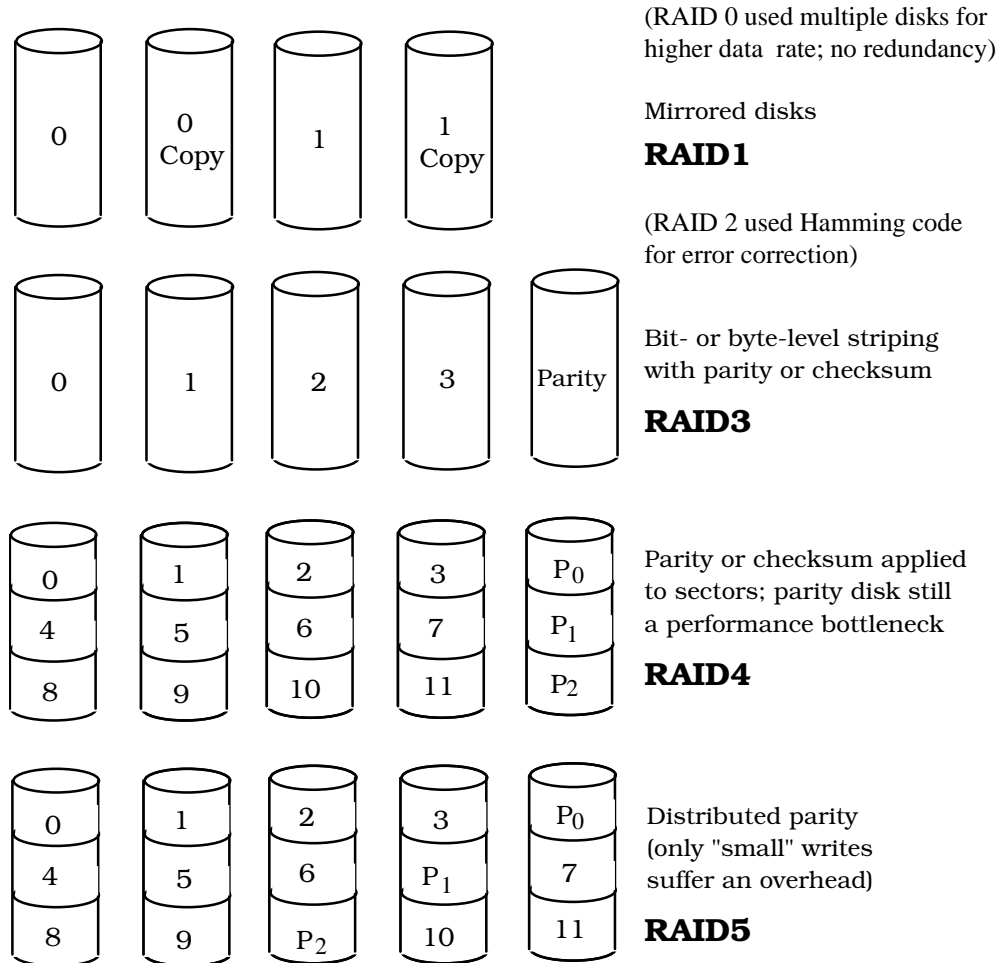 (RAID 0 used multiple disks for
higher data rate; no redundancy)
0
0
Copy
1
1
Copy
Mirrored disks
RAID1
(RAID 2 used Hamming code
for error correction)
0 1 2 3 Parity
Bit- or byte-level striping
with parity or checksum
RAID3
0 1 2 3 P0
4 5 6 7 P1
8 9 10 11 P2
Parity or checksum applied
to sectors; parity disk still
a performance bottleneck
RAID4
0 1 2 3 P0
4 5 6 P1 7
8 9 P2 10 11
Distributed parity
(only "small" writes
suffer an overhead)
RAID5